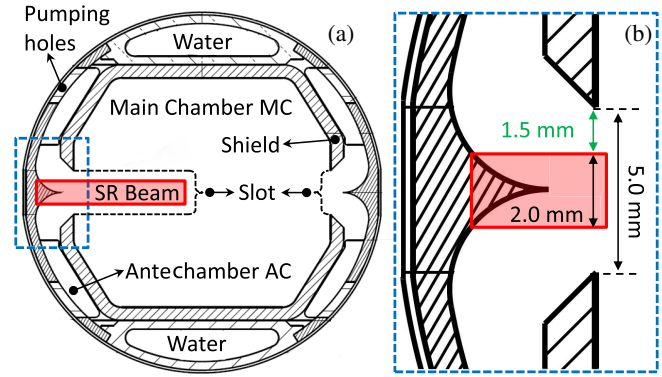 Pumping
holes
Water
(a)
Main Chamber MC
Shield
SR Beam
Slot
Antechamber AC
Water
(b)
1.5 mm
5.0 mm
2.0 mm